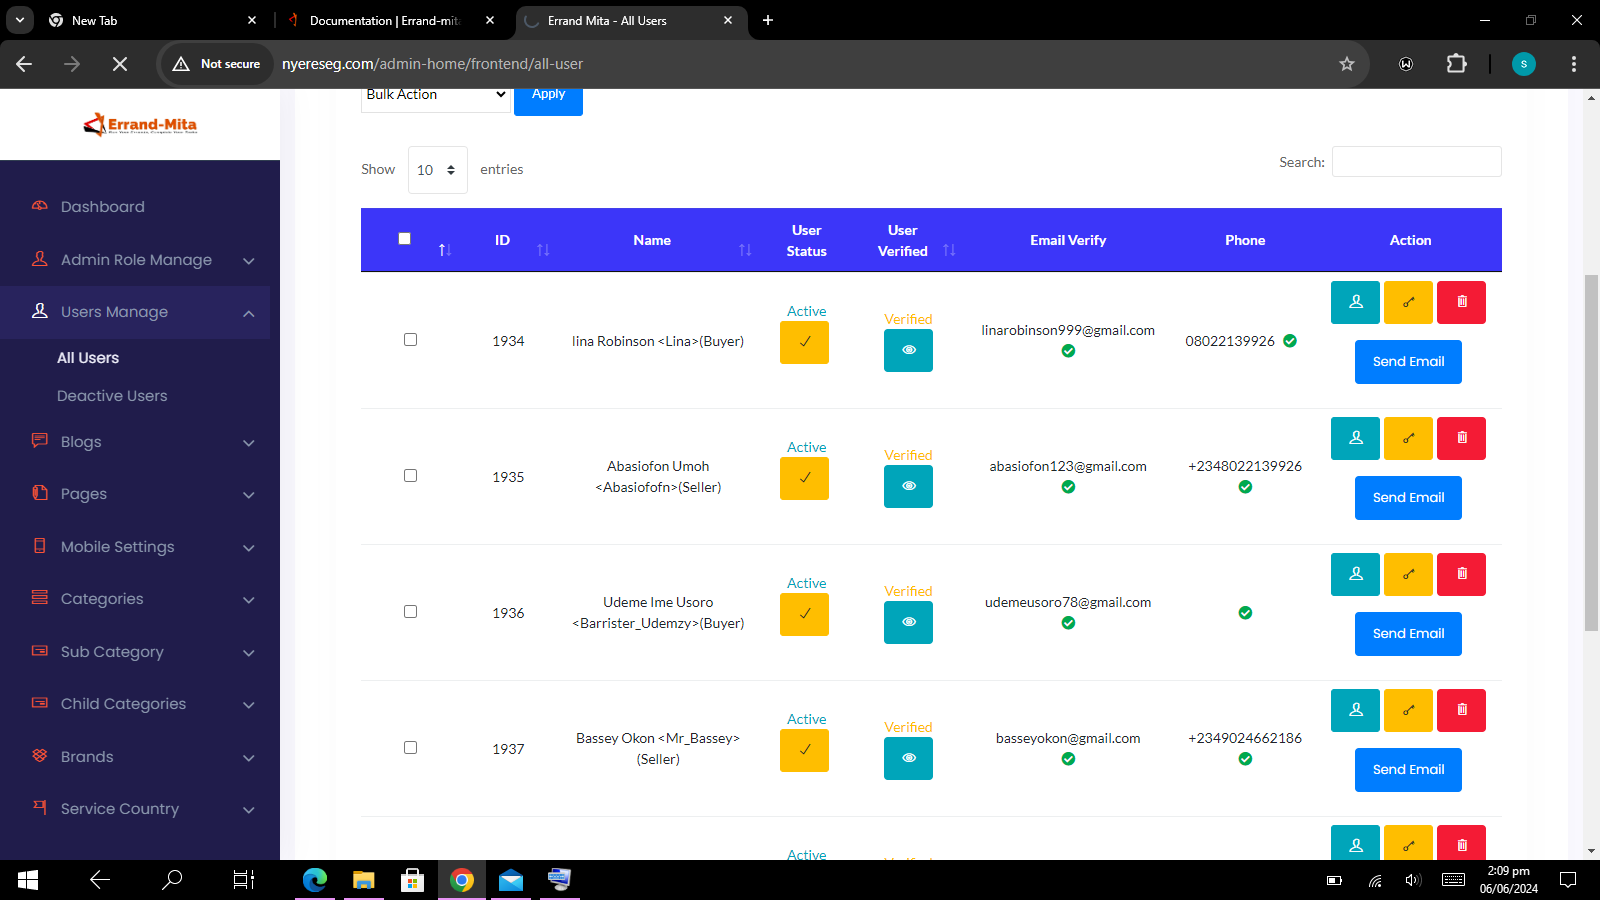 New Tab
Documentation | Errand-mita
Errand Mita - All Users
Not secure
nyereseg.com/admin-home/frontend/all-user
S
Errand-Mita
Dashboard
Admin Role Manage
Users Manage
All Users
Deactive Users
Blogs
Pages
Mobile Settings
Categories
Sub Category
Child Categories
Brands
Service Country
Bulk Action
Apply
Show 10 entries
Search:
ID Name User Status User Verified Email Verify Phone Action
1934 lina Robinson <Lina>(Buyer) Active Verified linarobinson999@gmail.com 08022139926
Send Email
1935 Abasiofon Umoh <Abasiofofn>(Seller) Active Verified abasiofon123@gmail.com +2348022139926
Send Email
1936 Udeme Ime Usoro <Barrister_Udemzy>(Buyer) Active Verified udemeusoro78@gmail.com
Send Email
1937 Bassey Okon <Mr_Bassey>(Seller) Active Verified basseyokon@gmail.com +2349024662186
Send Email
Active
2:09 pm
06/06/2024